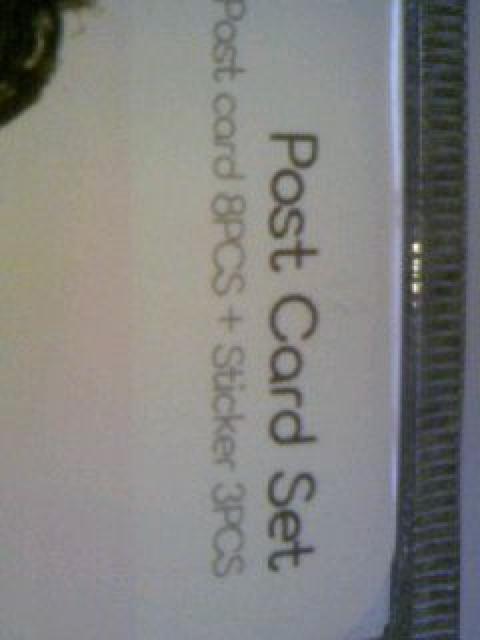 Post Card Set
Post card 8PCS + Sticker 3PCS